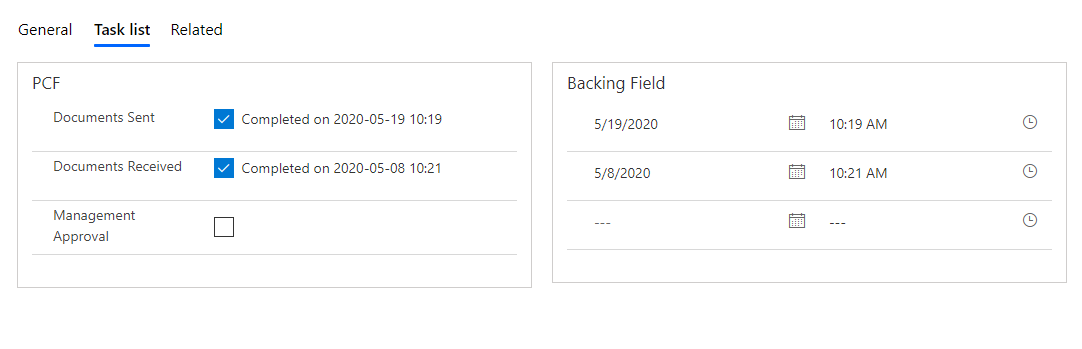 General Task list Related
PCF
Documents Sent Completed on 2020-05-19 10:19
Documents Received Completed on 2020-05-08 10:21
Management
Approval
Backing Field
5/19/2020 10:19 AM
5/8/2020 10:21 AM
--- ---